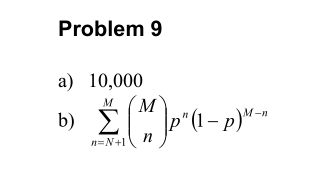 Problem 9
a) 10,000
b) $\sum_{n=N+1}^{M} \binom{M}{n} p^n (1-p)^{M-n}$